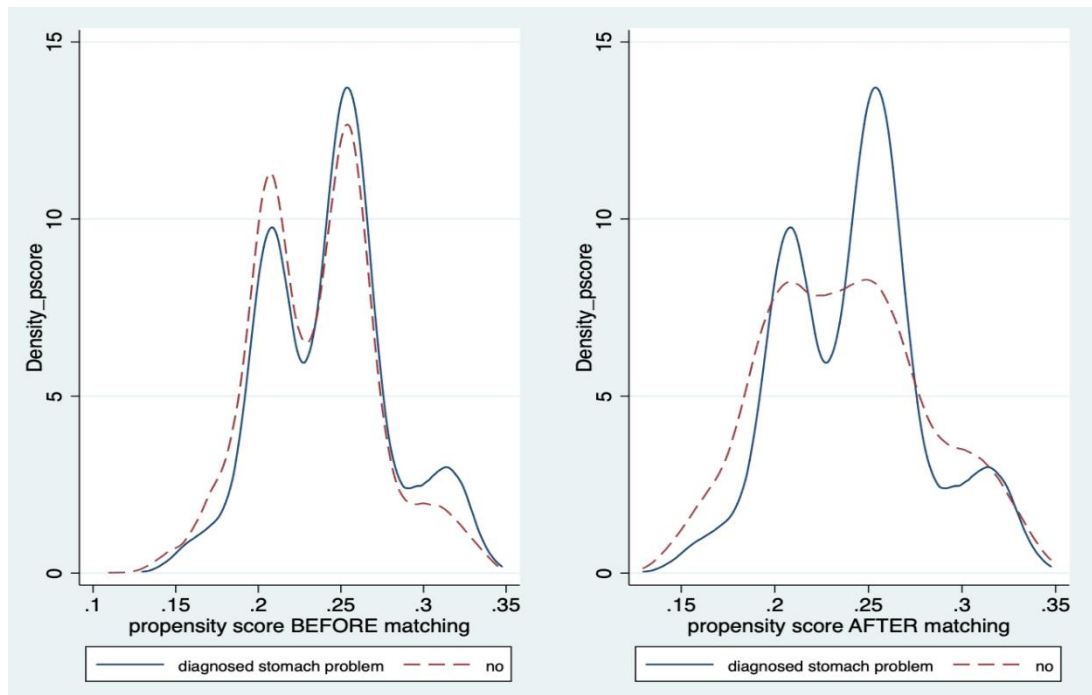 Density_pscore
15
10
5
0
.1 .15 .2 .25 .3 .35
propensity score BEFORE matching
diagnosed stomach problem no
Density_pscore
15
10
5
0
.15 .2 .25 .3 .35
propensity score AFTER matching
diagnosed stomach problem no